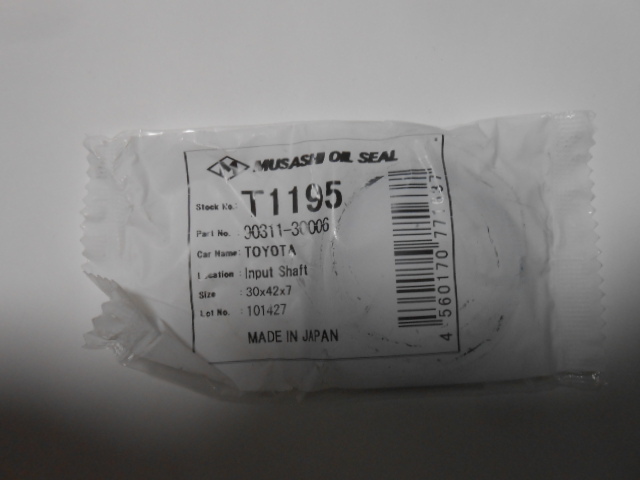 MUSASHI OIL SEAL
Stock No.: T1195
Part No. : 90311-30006
Car Name: TOYOTA
Location : Input Shaft
Size : 30x42x7
Lot No. : 101427
MADE IN JAPAN